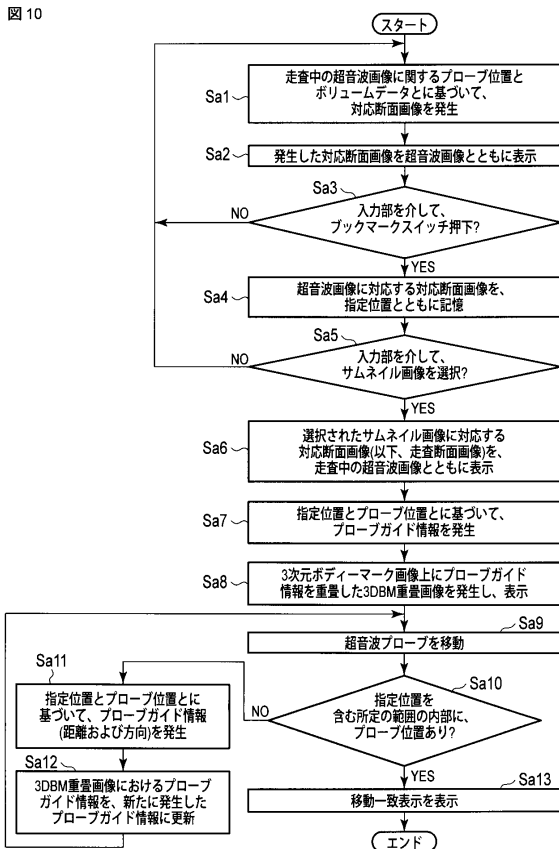 図10
スタート
Sa1
走査中の超音波画像に関するプローブ位置と
ボリュームデータとに基づいて、
対応断面画像を発生
Sa2
発生した対応断面画像を超音波画像とともに表示
Sa3
入力部を介して、
ブックマークスイッチ押下?
NO
YES
Sa4
超音波画像に対応する対応断面画像を、
指定位置とともに記憶
Sa5
入力部を介して、
サムネイル画像を選択?
NO
YES
Sa6
選択されたサムネイル画像に対応する
対応断面画像(以下、走査断面画像)を、
走査中の超音波画像とともに表示
Sa7
指定位置とプローブ位置とに基づいて、
プローブガイド情報を発生
Sa8
3次元ボディーマーク画像上にプローブガイド
情報を重畳した3DBM重畳画像を発生し、表示
Sa9
超音波プローブを移動
Sa10
指定位置を
含む所定の範囲の内部に、
プローブ位置あり?
NO
YES
Sa11
指定位置とプローブ位置とに
基づいて、プローブガイド情報
(距離および方向)を発生
Sa12
3DBM重畳画像におけるプローブ
ガイド情報を、新たに発生した
プローブガイド情報に更新
Sa13
移動一致表示を表示
エンド